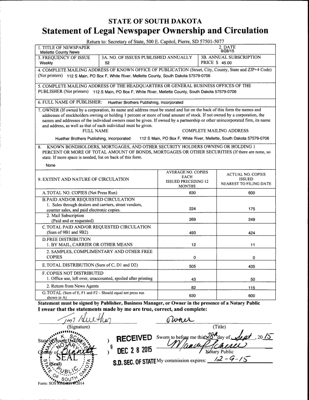 STATE OF SOUTH DAKOTA
Statement of Legal Newspaper Ownership and Circulation
Return to: Secretary of State, 500 E. Capitol, Pierre, SD 57501-5077
1. TITLE OF NEWSPAPER
Mellette County News
2. DATE
9/28/15
3. FREQUENCY OF ISSUE
Weekly
3A. NO. OF ISSUES PUBLISHED ANNUALLY
52
3B. ANNUAL SUBSCRIPTION
PRICE $ 45.00
4. COMPLETE MAILING ADDRESS OF KNOWN OFFICE OF PUBLICATION (Street, City, County, State and ZIP+4 Code)
(Not printers) 112 S Main, PO Box F, White River, Mellette County, South Dakota 57579-0706
5. COMPLETE MAILING ADDRESS OF THE HEADQUARTERS OR GENERAL BUSINESS OFFICES OF THE
PUBLISHER (Not printers) 112 S Main, PO Box F, White River, Mellette County, South Dakota 57579-0706
6. FULL NAME OF PUBLISHER: Huether Brothers Publishing, Incorporated
7. OWNER (If owned by a corporation, its name and address must be stated and for on the back of this form the names and
addresses of stockholders owning or holding 1 percent or more of total amount of stock. If not owned by a corporation, the
names and addresses of the individual owners must be given. If owned by a partnership or other unincorporated firm, its name
and address, as well as that of each individual must be given.
FULL NAME COMPLETE MAILING ADDRESS
Huether Brothers Publishing, Incorporated 112 S Main, PO Box F, White River, Mellette County, South Dakota 57579-0706
8. KNOWN BONDHOLDERS, MORTGAGES, AND OTHER SECURITY HOLDERS OWNING OR HOLDING 1
PERCENT OR MORE OF TOTAL AMOUNT OF BONDS, MORTGAGES OR OTHER SECURITIES (If there are none, so
state. If more space is needed, list on back of this form.
None
9. EXTENT AND NATURE OF CIRCULATION
AVERAGE NO. COPIES
EACH
ISSUED PRECEDING 12
MONTHS
ACTUAL NO. COPIES
ISSUED
NEAREST TO FILING DATE
A. TOTAL NO. COPIES (Net Press Run) 630 600
B. PAID AND/OR REQUESTED CIRCULATION
1. Sales through dealers and carriers, street vendors,
counter sales, and paid electronic copies. 224 175
2. Mail Subscription
(Paid and or requested) 269 249
C. TOTAL PAID AND/OR REQUESTED CIRCULATION
(Sum of 9B1 and 9B2) 493 424
D. FREE DISTRIBUTION
1. BY MAIL, CARRIER OR OTHER MEANS 12 11
2. SAMPLES, COMPLIMENTARY AND OTHER FREE
COPIES 0 0
E. TOTAL DISTRIBUTION (Sum of C, D1 and D2) 505 435
F. COPIES NOT DISTRIBUTED
1. Office use, left over, unaccounted, spoiled after printing 43 50
2. Return from News Agents 82 115
G. TOTAL (Sum of E, F1 and F2 - Should equal net press run
shown in A) 630 600
Statement must be signed by Publisher, Business Manager, or Owner in the presence of a Notary Public
I swear that the statements made by me are true, correct, and complete:
Huether owner
(Signature) (Title)
State
RECEIVED
DEC 28 2015
S.D. SEC. OF STATE
Sworn to before me this day of Sept, 2015
Notary Public
My commission expires: 12-9-15
SEAL
(Seal)